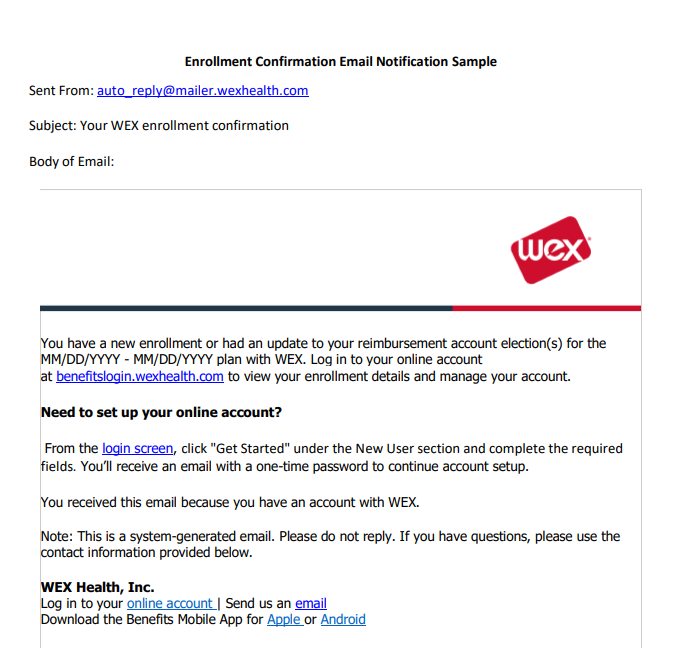 Enrollment Confirmation Email Notification Sample
Sent From: auto_reply@mailer.wexhealth.com
Subject: Your WEX enrollment confirmation
Body of Email:
wex
You have a new enrollment or had an update to your reimbursement account election(s) for the
MM/DD/YYYY - MM/DD/YYYY plan with WEX. Log in to your online account
at benefitslogin.wexhealth.com to view your enrollment details and manage your account.
Need to set up your online account?
From the login screen, click "Get Started" under the New User section and complete the required
fields. You’ll receive an email with a one-time password to continue account setup.
You received this email because you have an account with WEX.
Note: This is a system-generated email. Please do not reply. If you have questions, please use the
contact information provided below.
WEX Health, Inc.
Log in to your online account | Send us an email
Download the Benefits Mobile App for Apple or Android